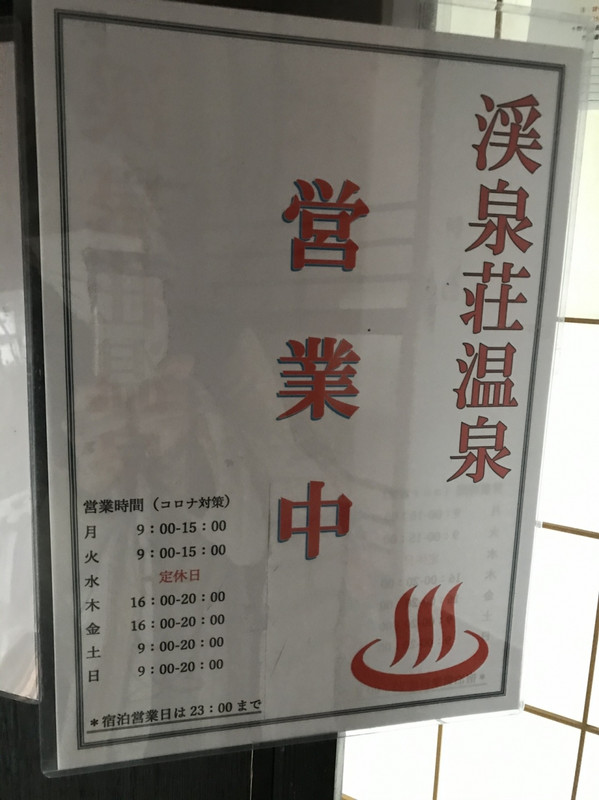 渓泉荘温泉
営業中
営業時間（コロナ対策）
月 9：00-15：00
火 9：00-15：00
水 定休日
木 16：00-20：00
金 16：00-20：00
土 9：00-20：00
日 9：00-20：00
＊宿泊営業日は23：00まで